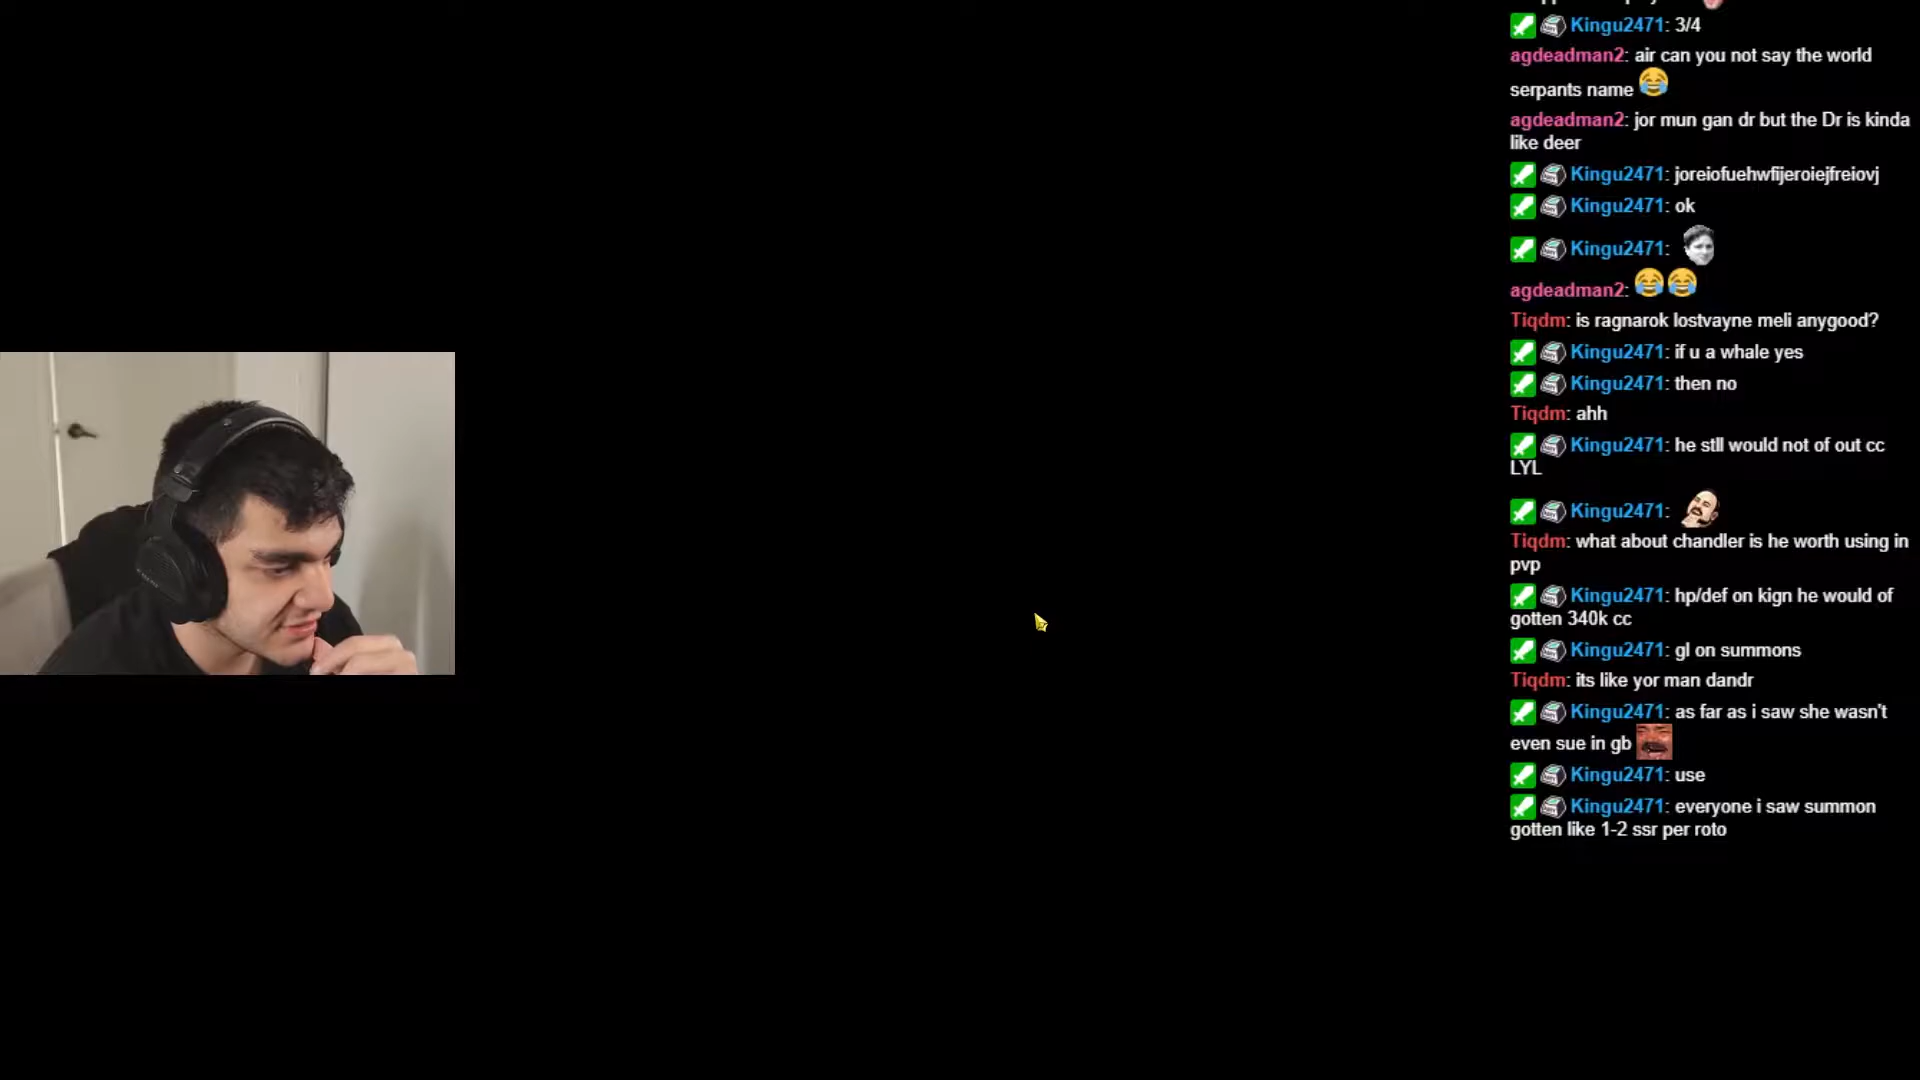 Kingu2471: 3/4
agdeadman2: air can you not say the world
serpants name
agdeadman2: jor mun gan dr but the Dr is kinda
like deer
Kingu2471: joreiofuehwfijeroiejfreiovj
Kingu2471: ok
Kingu2471:
agdeadman2:
Tiqdm: is ragnarok lostvayne meli anygood?
Kingu2471: if u a whale yes
Kingu2471: then no
Tiqdm: ahh
Kingu2471: he stll would not of out cc
LYL
Kingu2471:
Tiqdm: what about chandler is he worth using in
pvp
Kingu2471: hp/def on kign he would of
gotten 340k cc
Kingu2471: gl on summons
Tiqdm: its like yor man dandr
Kingu2471: as far as i saw she wasn't
even sue in gb
Kingu2471: use
Kingu2471: everyone i saw summon
gotten like 1-2 ssr per roto